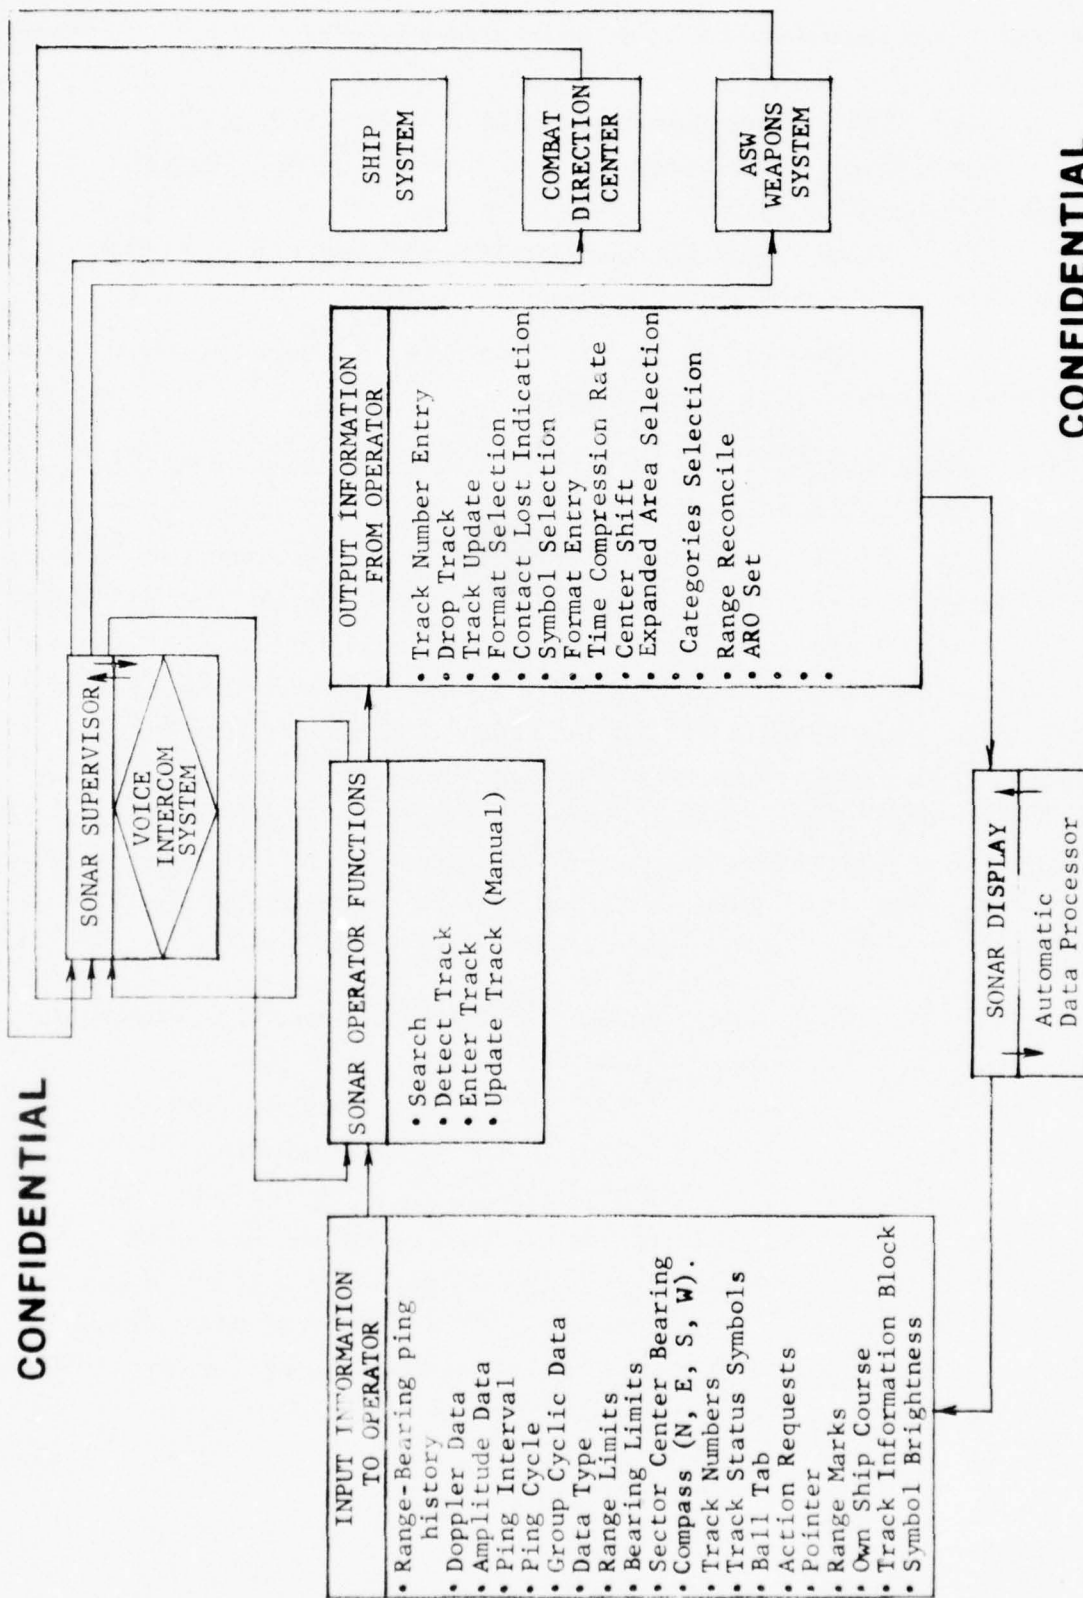 CONFIDENTIAL
SONAR SUPERVISOR
VOICE
INTERCOM
SYSTEM
SHIP
SYSTEM
COMBAT
DIRECTION
CENTER
ASW
WEAPONS
SYSTEM
INPUT INFORMATION
TO OPERATOR
• Range-Bearing ping
history
• Doppler Data
• Amplitude Data
• Ping Interval
• Ping Cycle
• Group Cyclic Data
• Data Type
• Range Limits
• Bearing Limits
• Sector Center Bearing
• Compass (N, E, S, W).
• Track Numbers
• Track Status Symbols
• Ball Tab
• Action Requests
• Pointer
• Range Marks
• Own Ship Course
• Track Information Block
• Symbol Brightness
SONAR OPERATOR FUNCTIONS
• Search
• Detect Track
• Enter Track
• Update Track (Manual)
OUTPUT INFORMATION
FROM OPERATOR
• Track Number Entry
• Drop Track
• Track Update
• Format Selection
• Contact Lost Indication
• Symbol Selection
• Format Entry
• Time Compression Rate
• Center Shift
• Expanded Area Selection
•
• Categories Selection
• Range Reconcile
• ARO Set
•
•
•
SONAR DISPLAY
Automatic
Data Processor
CONFIDENTIAL